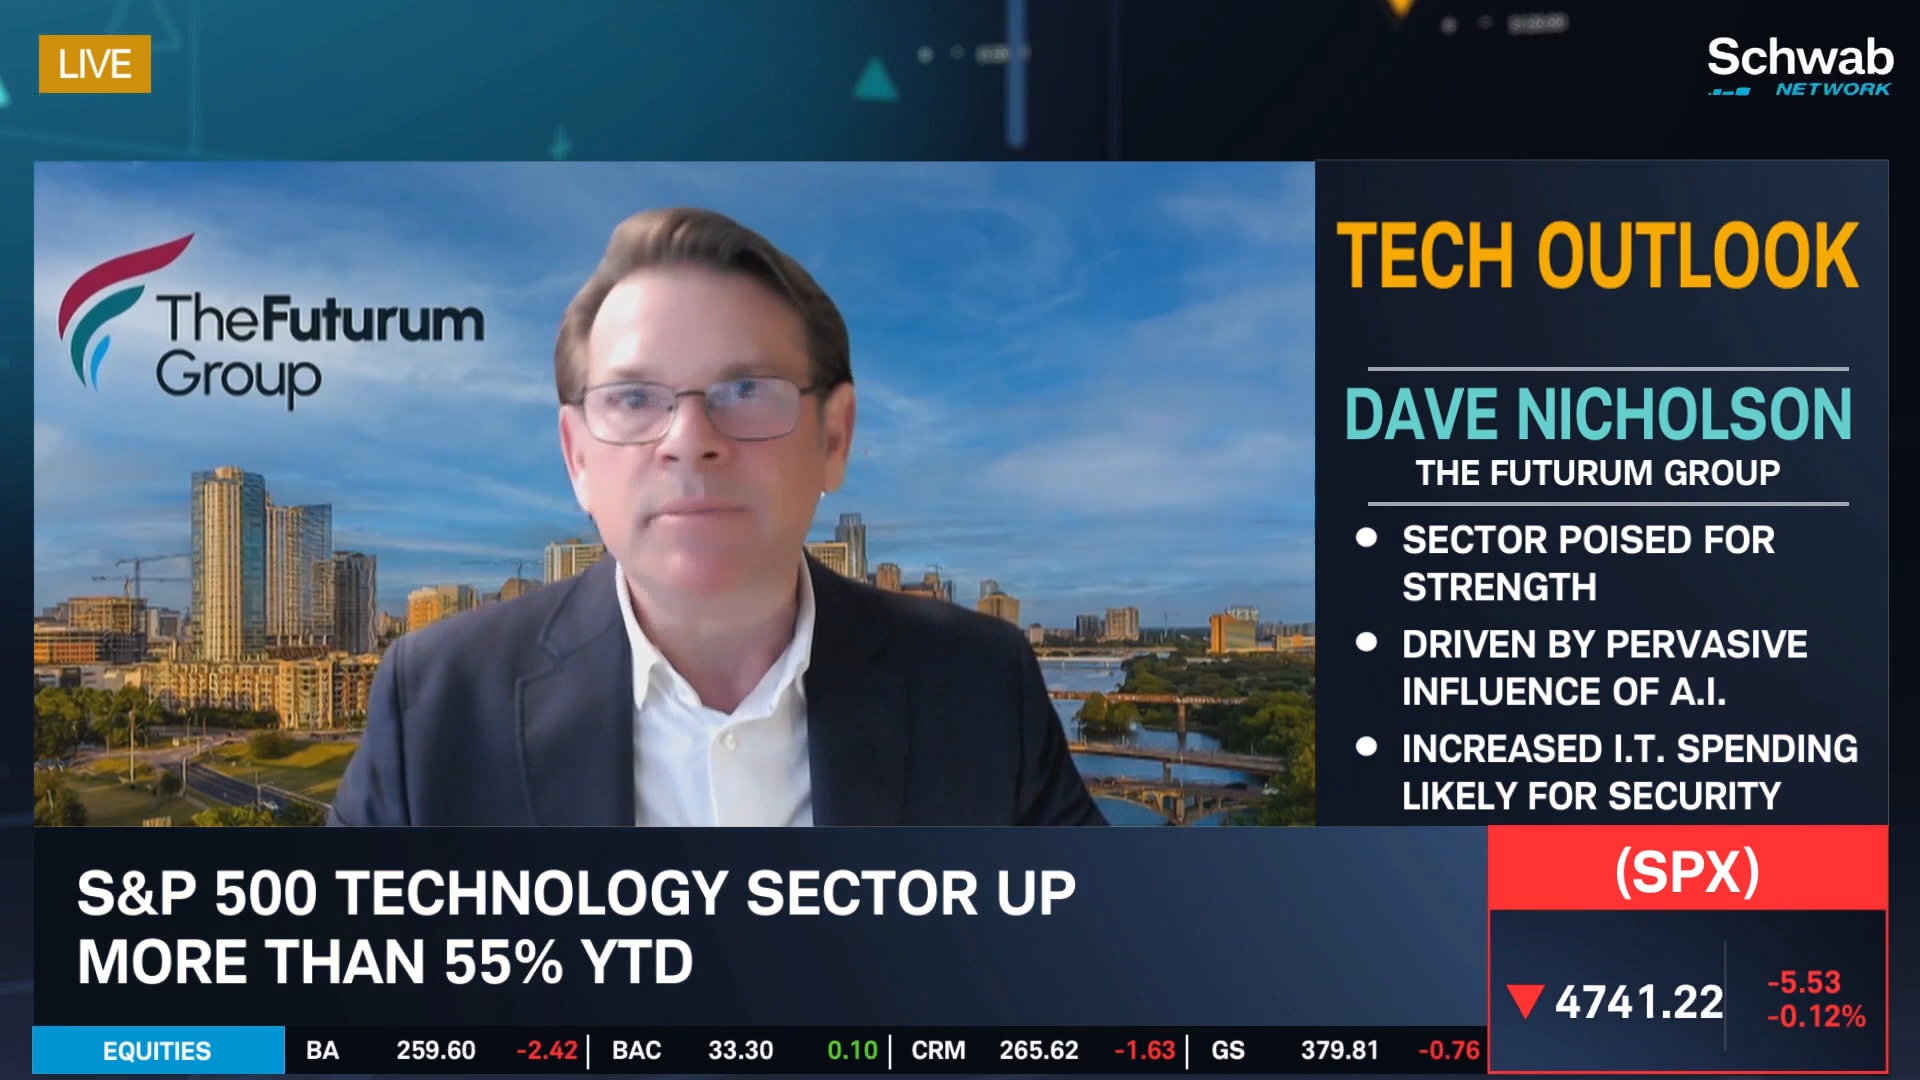 LIVE
Schwab
NETWORK
$120.00
TheFuturum
Group
TECH OUTLOOK
DAVE NICHOLSON
THE FUTURUM GROUP
SECTOR POISED FOR
STRENGTH
DRIVEN BY PERVASIVE
INFLUENCE OF A.I.
INCREASED I.T. SPENDING
LIKELY FOR SECURITY
S&P 500 TECHNOLOGY SECTOR UP
MORE THAN 55% YTD
(SPX)
4741.22
-5.53
-0.12%
EQUITIES BA 259.60 -2.42 BAC 33.30 0.10 CRM 265.62 -1.63 GS 379.81 -0.76